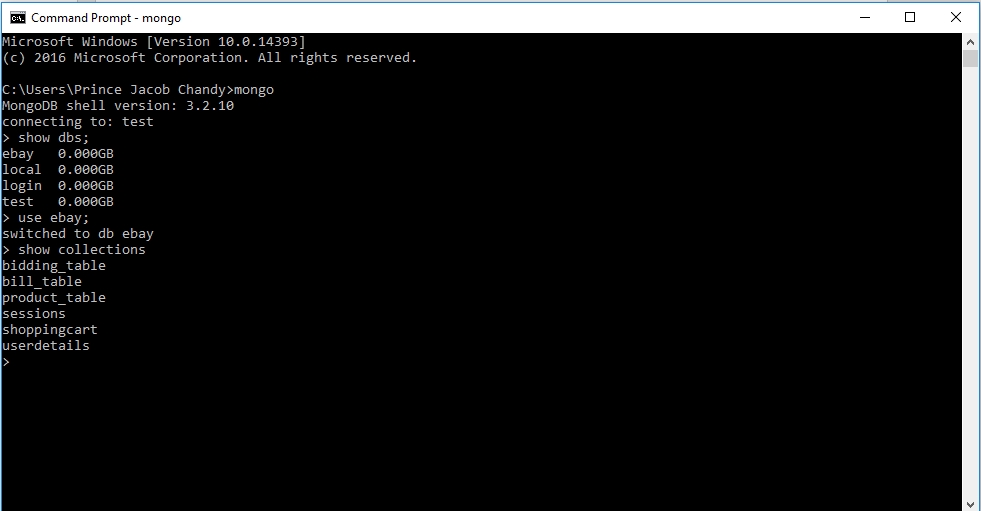 Command Prompt - mongo
Microsoft Windows [Version 10.0.14393]
(c) 2016 Microsoft Corporation. All rights reserved.
C:\Users\Prince Jacob Chandy>mongo
MongoDB shell version: 3.2.10
connecting to: test
> show dbs;
ebay   0.000GB
local  0.000GB
login  0.000GB
test   0.000GB
> use ebay;
switched to db ebay
> show collections
bidding_table
bill_table
product_table
sessions
shoppingcart
userdetails
>